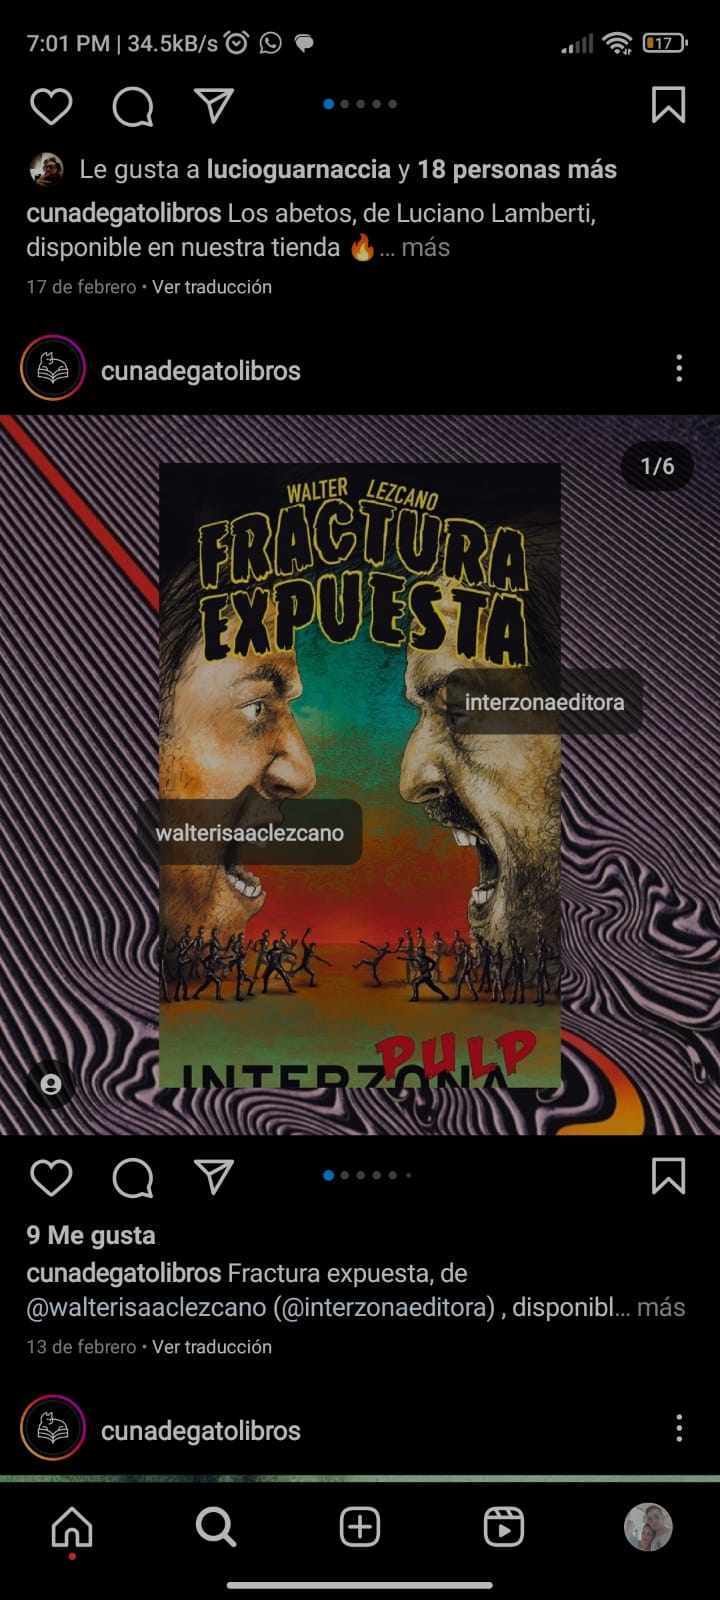 7:01 PM | 34.5kB/s
17
Le gusta a lucioguarnaccia y 18 personas más
cunadegatolibros Los abetos, de Luciano Lamberti,
disponible en nuestra tienda 🔥... más
17 de febrero • Ver traducción
cunadegatolibros
1/6
WALTER LEZCANO
FRACTURA
EXPUESTA
interzonaeditora
walterisaaclezcano
PULP
INTERZONA
9 Me gusta
cunadegatolibros Fractura expuesta, de
@walterisaaclezcano (@interzonaeditora) , disponibl... más
13 de febrero • Ver traducción
cunadegatolibros